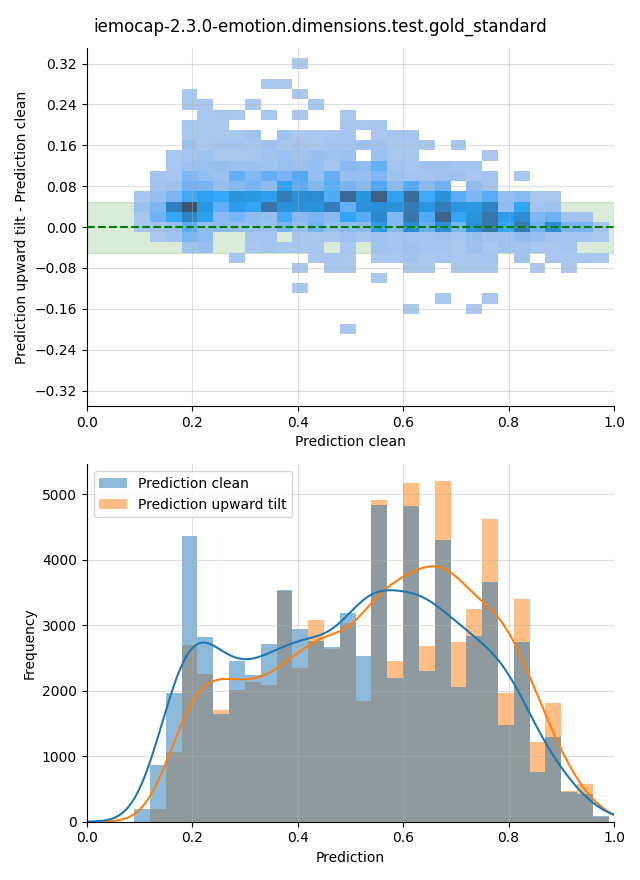 iemocap-2.3.0-emotion.dimensions.test.gold_standard
Prediction upward tilt - Prediction clean
0.32
0.24
0.16
0.08
0.00
−0.08
−0.16
−0.24
−0.32
0.0 0.2 0.4 0.6 0.8 1.0
Prediction clean
Prediction clean
Prediction upward tilt
Frequency
5000
4000
3000
2000
1000
0
0.0 0.2 0.4 0.6 0.8 1.0
Prediction